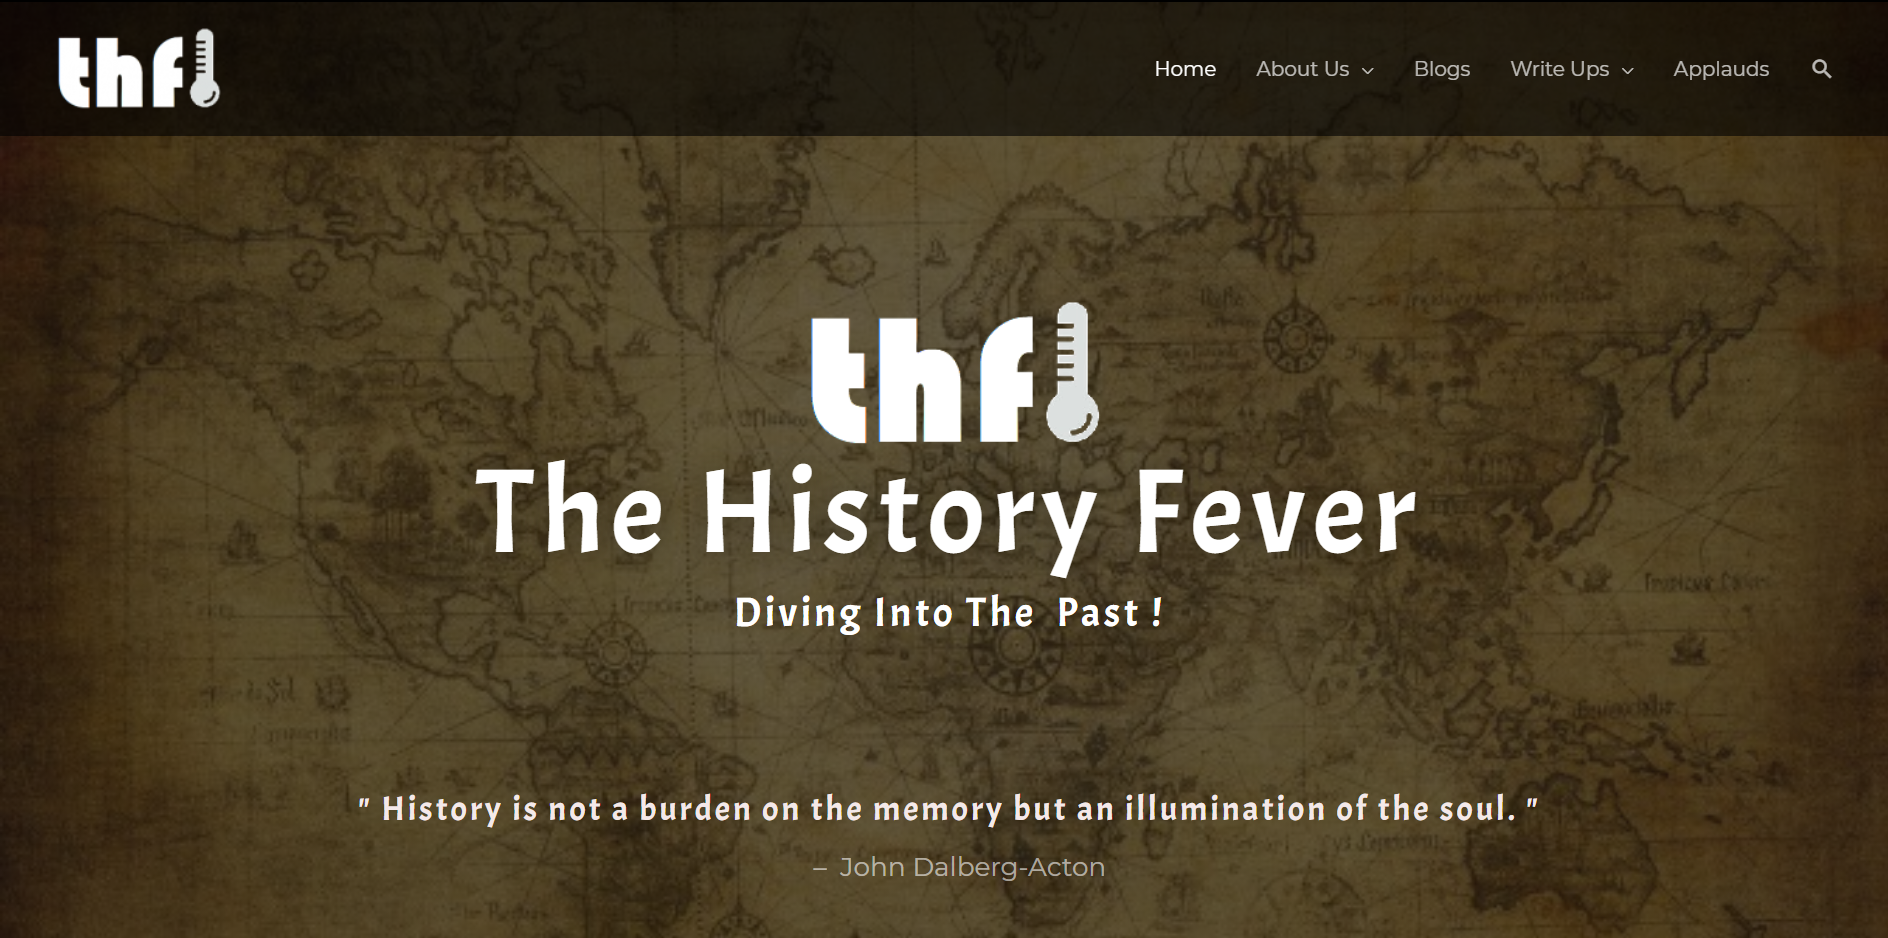 thf
Home About Us Blogs Write Ups Applauds
thf
The History Fever
Diving Into The Past !
" History is not a burden on the memory but an illumination of the soul. "
– John Dalberg-Acton